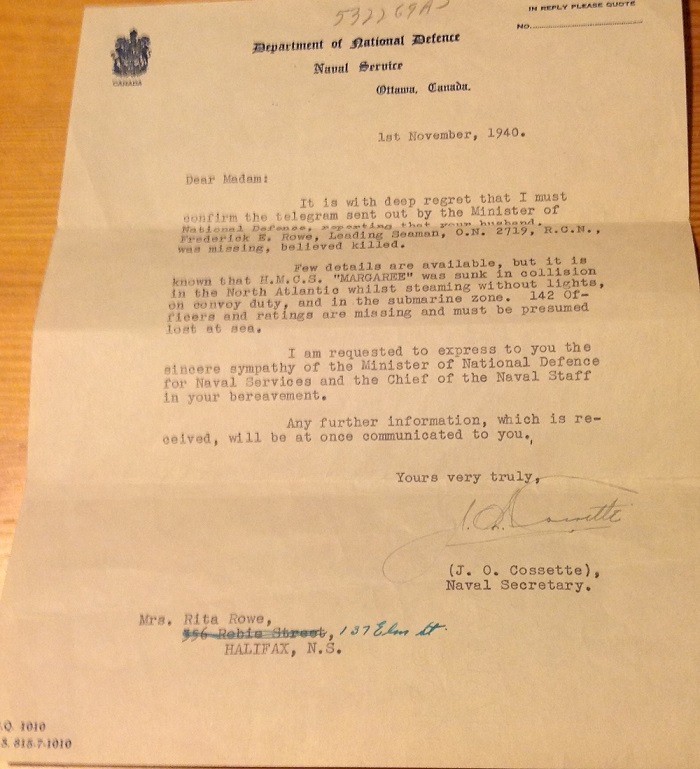 532269A
IN REPLY PLEASE QUOTE
NO.
CANADA
Department of National Defence
Naval Service
Ottawa, Canada.
1st November, 1940.
Dear Madam:
It is with deep regret that I must
confirm the telegram sent out by the Minister of
National Defence, reporting that your husband,
Frederick E. Rowe, Leading Seaman, O.N. 2719, R.C.N.,
was missing, believed killed.
Few details are available, but it is
known that H.M.C.S. "MARGAREE" was sunk in collision
in the North Atlantic whilst steaming without lights,
on convoy duty, and in the submarine zone. 142 Of-
ficers and ratings are missing and must be presumed
lost at sea.
I am requested to express to you the
sincere sympathy of the Minister of National Defence
for Naval Services and the Chief of the Naval Staff
in your bereavement.
Any further information, which is re-
ceived, will be at once communicated to you.
Yours very truly,
J. O. Cossette
(J. O. Cossette),
Naval Secretary.
Mrs. Rita Rowe,
Robie Street, 137 Elm St.
HALIFAX, N.S.
.Q. 1010
S. 815-7-1010